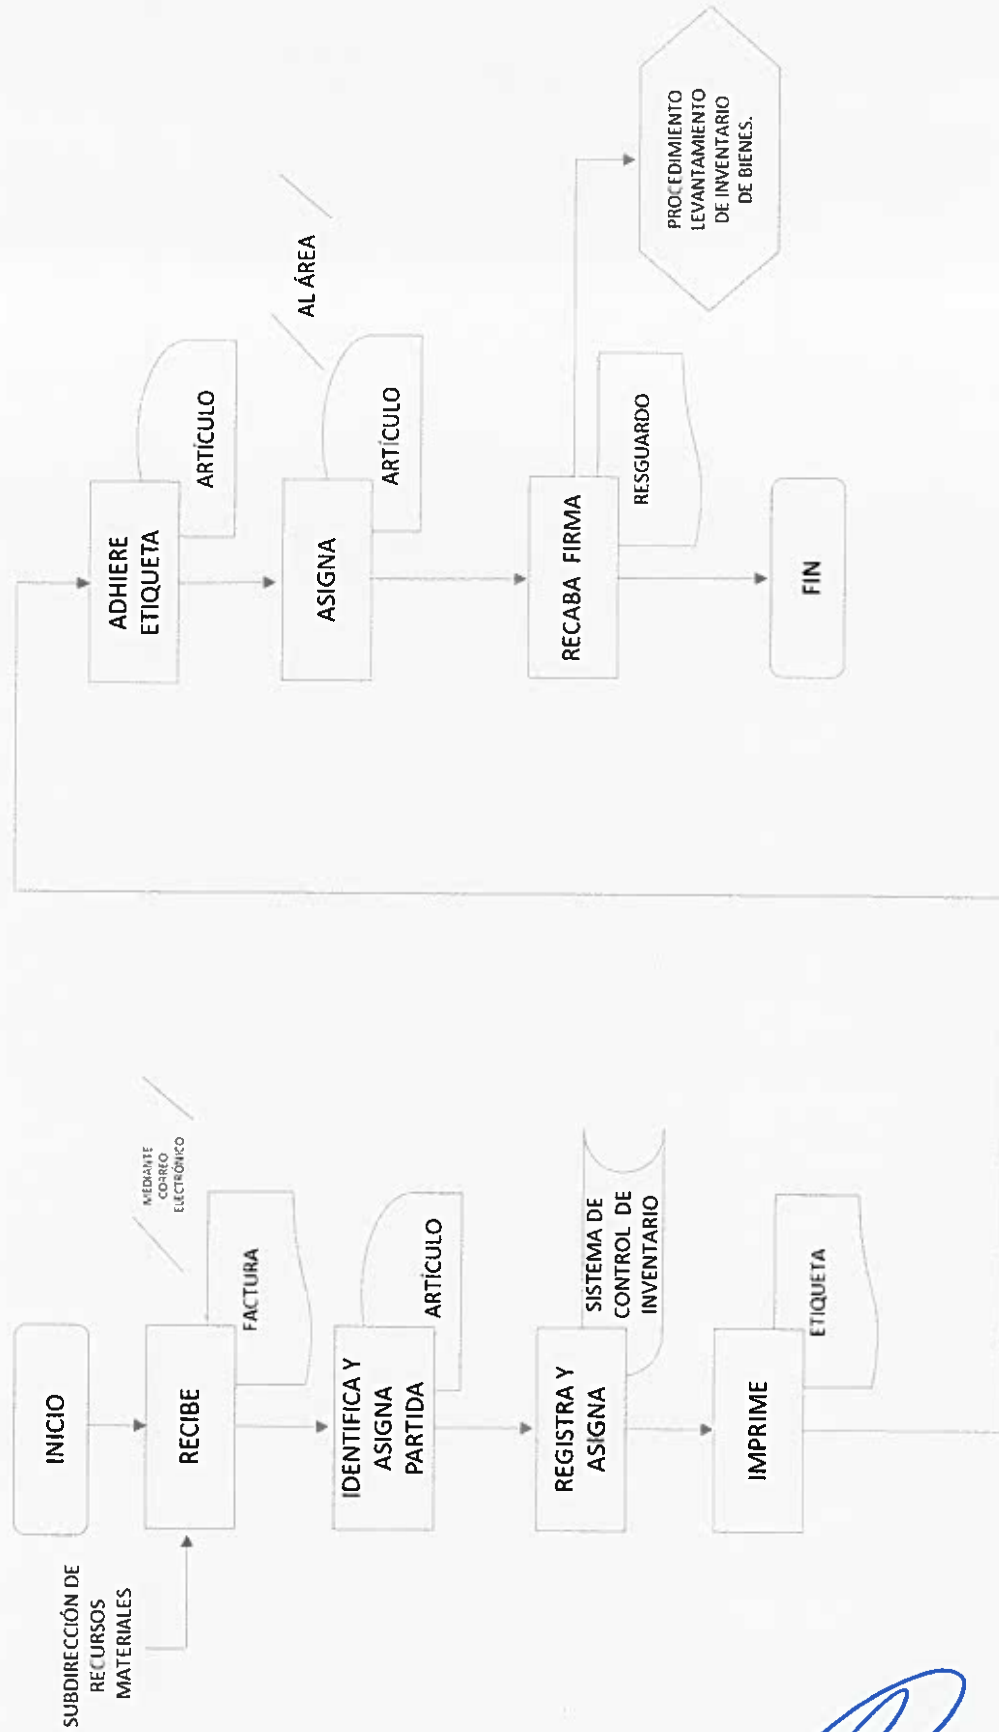 INICIO
SUBDIRECCIÓN DE
RECURSOS
MATERIALES
RECIBE
FACTURA
MEDIANTE
CORREO
ELECTRÓNICO
IDENTIFICA Y
ASIGNA
PARTIDA
ARTÍCULO
REGISTRA Y
ASIGNA
SISTEMA DE
CONTROL DE
INVENTARIO
IMPRIME
ETIQUETA
ADHIERE
ETIQUETA
ARTÍCULO
ASIGNA
ARTÍCULO
AL ÁREA
RECABA FIRMA
RESGUARDO
PROCEDIMIENTO
LEVANTAMIENTO
DE INVENTARIO
DE BIENES.
FIN